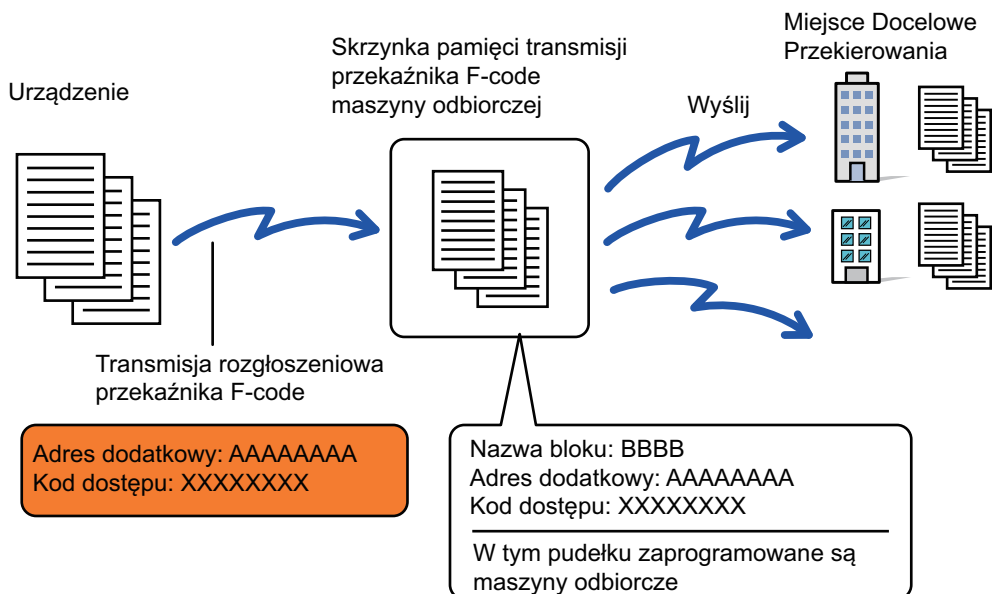 Urządzenie
Skrzynka pamięci transmisji
przekaźnika F-code
maszyny odbiorczej
Wyślij
Miejsce Docelowe
Przekierowania
Transmisja rozgłoszeniowa
przekaźnika F-code
Adres dodatkowy: AAAAAAAA
Kod dostępu: XXXXXXXX
Nazwa bloku: BBBB
Adres dodatkowy: AAAAAAAA
Kod dostępu: XXXXXXXX
W tym pudełku zaprogramowane są
maszyny odbiorcze